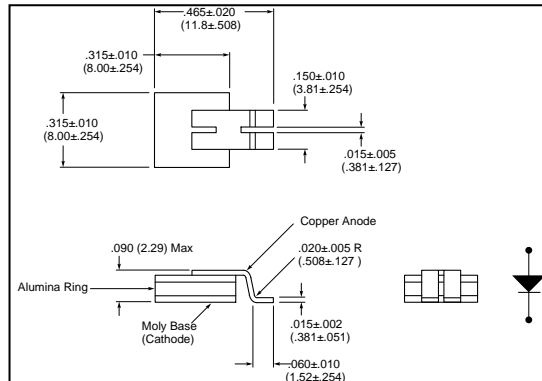 .465±.020
(11.8±.508)
.315±.010
(8.00±.254)
.150±.010
(3.81±.254)
.315±.010
(8.00±.254)
.015±.005
(.381±.127)
Copper Anode
.090 (2.29) Max
.020±.005 R
(.508±.127 )
Alumina Ring
Moly Base
(Cathode)
.015±.002
(.381±.051)
.060±.010
(1.52±.254)